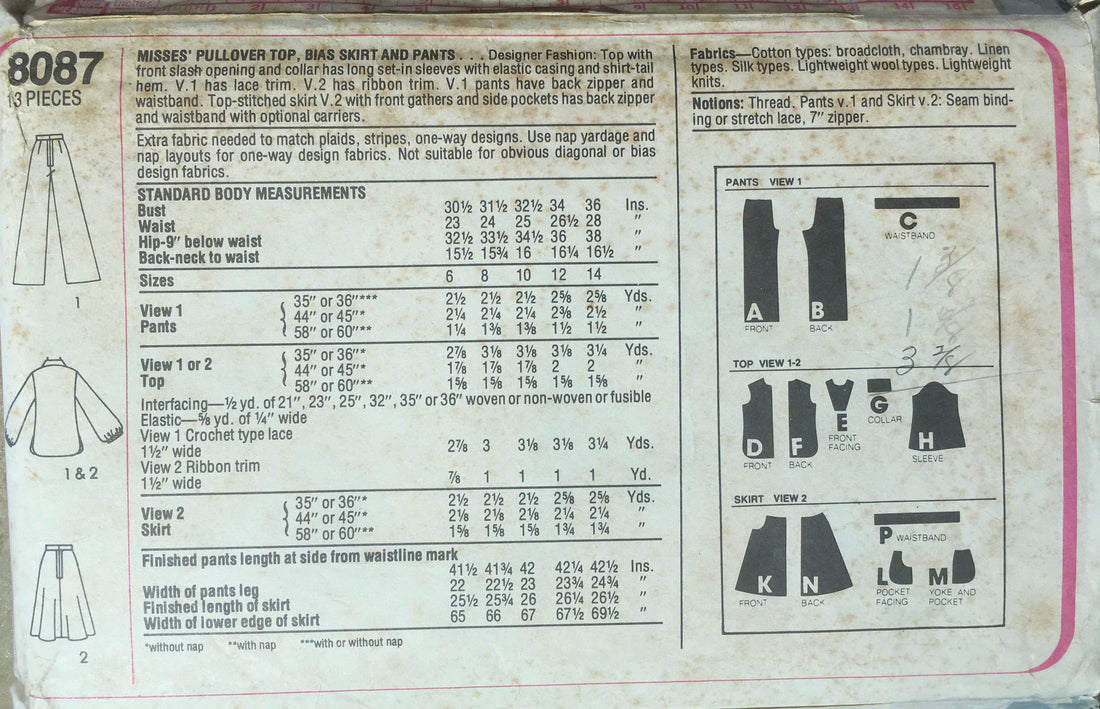 8087
13 PIECES
1
1 & 2
2
MISSES' PULLOVER TOP, BIAS SKIRT AND PANTS . . . Designer Fashion: Top with
front slash opening and collar has long set-in sleeves with elastic casing and shirt-tail
hem. V.1 has lace trim. V.2 has ribbon trim. V.1 pants have back zipper and
waistband. Top-stitched skirt V.2 with front gathers and side pockets has back zipper
and waistband with optional carriers.
Extra fabric needed to match plaids, stripes, one-way designs. Use nap yardage and
nap layouts for one-way design fabrics. Not suitable for obvious diagonal or bias
design fabrics.
STANDARD BODY MEASUREMENTS
Bust 30½ 31½ 32½ 34 36 Ins.
Waist 23 24 25 26½ 28 "
Hip-9" below waist 32½ 33½ 34½ 36 38 "
Back-neck to waist 15½ 15¾ 16 16¼ 16½ "
Sizes 6 8 10 12 14
View 1 Pants
35" or 36"*** 2½ 2½ 2½ 2⅝ 2⅝ Yds.
44" or 45"* 2¼ 2¼ 2¼ 2⅜ 2½ "
58" or 60"** 1¼ 1⅜ 1⅜ 1½ 1½ "
View 1 or 2 Top
35" or 36"* 2⅞ 3⅛ 3⅛ 3⅛ 3¼ Yds.
44" or 45"* 1⅞ 1⅞ 1⅞ 2 2 "
58" or 60"** 1⅝ 1⅝ 1⅝ 1⅝ 1⅝ "
Interfacing—½ yd. of 21", 23", 25", 32", 35" or 36" woven or non-woven or fusible
Elastic—⅝ yd. of ¼" wide
View 1 Crochet type lace
1½" wide 2⅞ 3 3⅛ 3⅛ 3¼ Yds.
View 2 Ribbon trim
1½" wide ⅞ 1 1 1 1 Yd.
View 2 Skirt
35" or 36"* 2½ 2½ 2½ 2⅝ 2⅝ Yds.
44" or 45"* 2⅛ 2⅛ 2⅛ 2¼ 2¼ "
58" or 60"** 1⅝ 1⅝ 1⅝ 1¾ 1¾ "
Finished pants length at side from waistline mark
41½ 41¾ 42 42¼ 42½ Ins.
Width of pants leg 22 22½ 23 23¾ 24¾ "
Finished length of skirt 25½ 25¾ 26 26¼ 26½ "
Width of lower edge of skirt 65 66 67 67½ 69½ "
*without nap **with nap ***with or without nap
Fabrics—Cotton types: broadcloth, chambray. Linen
types. Silk types. Lightweight wool types. Lightweight
knits.
Notions: Thread. Pants v.1 and Skirt v.2: Seam bind-
ing or stretch lace, 7" zipper.
PANTS VIEW 1
A FRONT
B BACK
C WAISTBAND
TOP VIEW 1-2
D FRONT
F BACK
E FRONT FACING
G COLLAR
H SLEEVE
SKIRT VIEW 2
K FRONT
N BACK
P WAISTBAND
L POCKET FACING
M YOKE AND POCKET